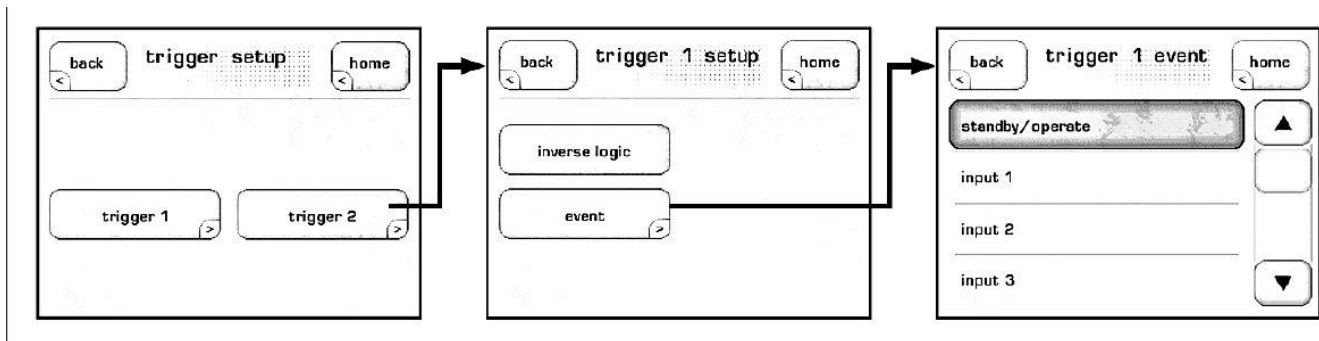 back trigger setup home
trigger 1 trigger 2
back trigger 1 setup home
inverse logic
event
back trigger 1 event home
standby/operate
input 1
input 2
input 3